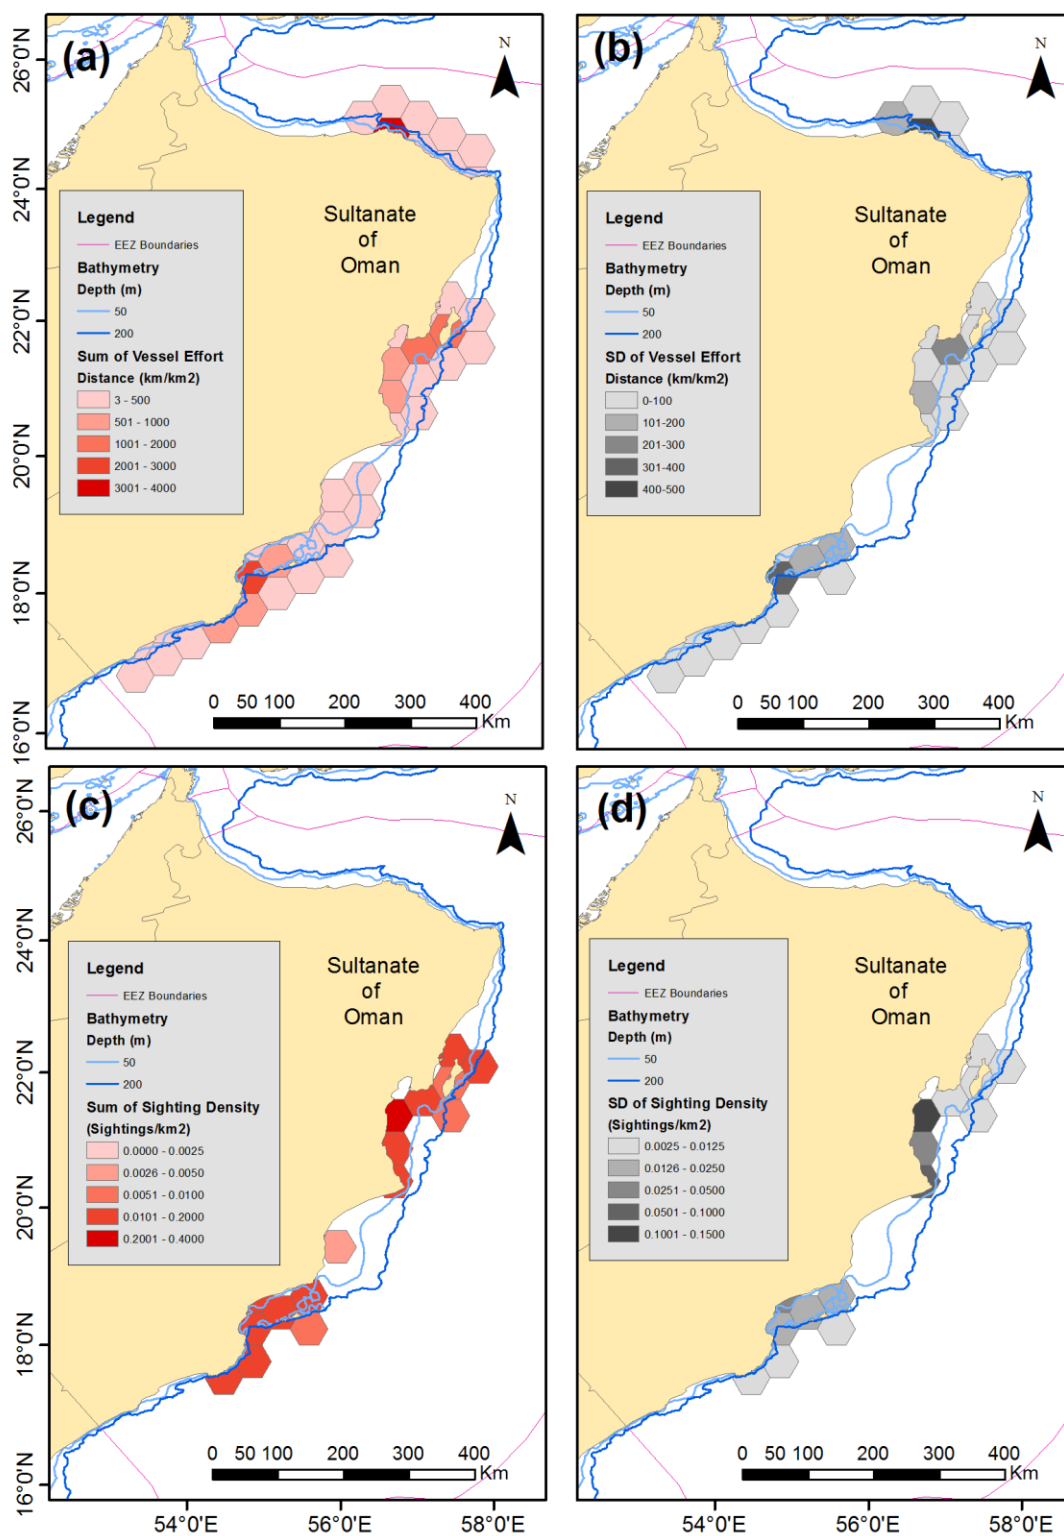 (a)
N
26°0'N
24°0'N
22°0'N
20°0'N
18°0'N
16°0'N
Sultanate
of
Oman
Legend
EEZ Boundaries
Bathymetry
Depth (m)
50
200
Sum of Vessel Effort
Distance (km/km2)
3 - 500
501 - 1000
1001 - 2000
2001 - 3000
3001 - 4000
0 50 100 200 300 400
Km
(b)
N
Sultanate
of
Oman
Legend
EEZ Boundaries
Bathymetry
Depth (m)
50
200
SD of Vessel Effort
Distance (km/km2)
0-100
101-200
201-300
301-400
400-500
0 50 100 200 300 400
Km
(c)
N
26°0'N
24°0'N
22°0'N
20°0'N
18°0'N
16°0'N
Sultanate
of
Oman
Legend
EEZ Boundaries
Bathymetry
Depth (m)
50
200
Sum of Sighting Density
(Sightings/km2)
0.0000 - 0.0025
0.0026 - 0.0050
0.0051 - 0.0100
0.0101 - 0.2000
0.2001 - 0.4000
0 50 100 200 300 400
Km
54°0'E 56°0'E 58°0'E
(d)
N
Sultanate
of
Oman
Legend
EEZ Boundaries
Bathymetry
Depth (m)
50
200
SD of Sighting Density
(Sightings/km2)
0.0025 - 0.0125
0.0126 - 0.0250
0.0251 - 0.0500
0.0501 - 0.1000
0.1001 - 0.1500
0 50 100 200 300 400
Km
54°0'E 56°0'E 58°0'E